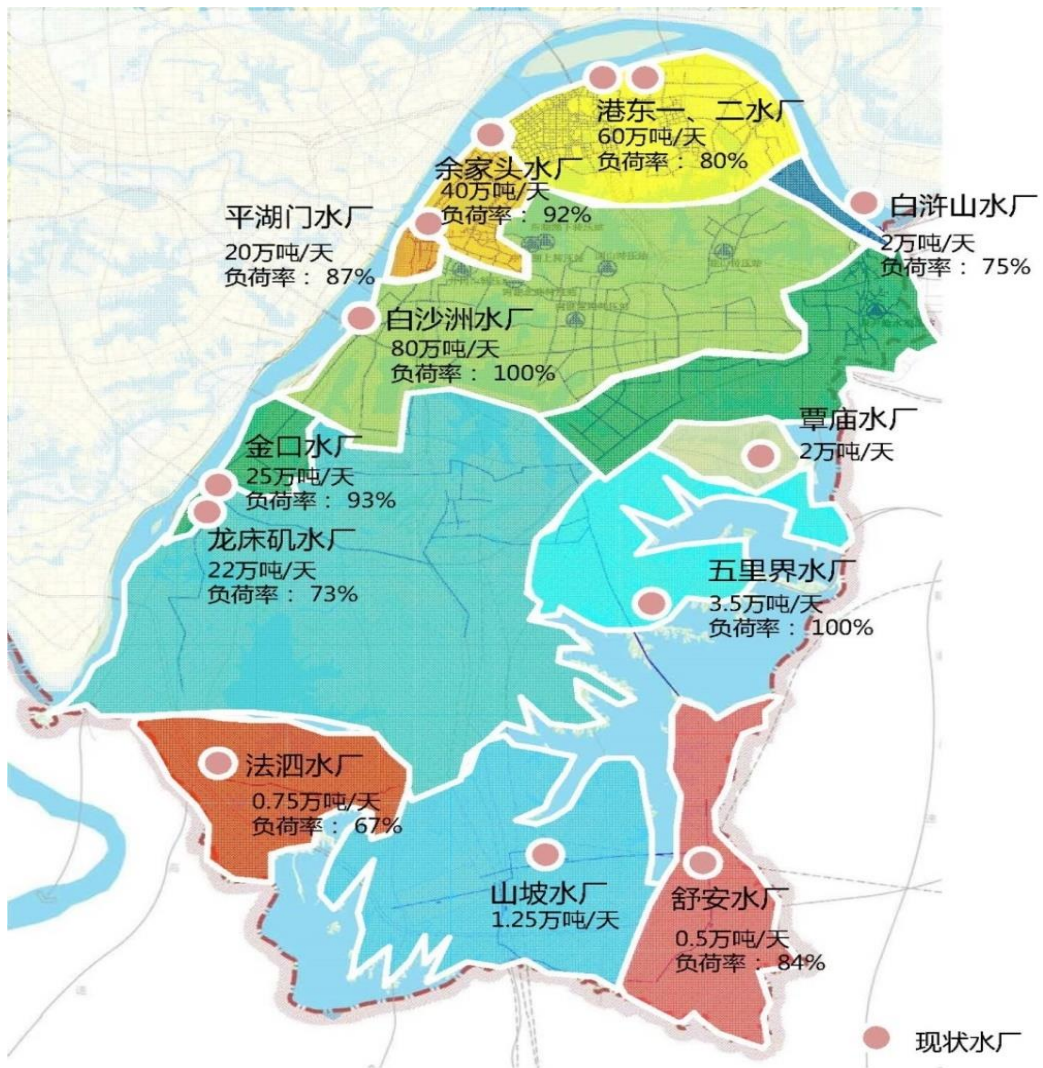 港东一、二水厂
60万吨/天
负荷率： 80%
余家头水厂
40万吨/天
负荷率： 92%
白浒山水厂
2万吨/天
负荷率： 75%
平湖门水厂
20万吨/天
负荷率： 87%
白沙洲水厂
80万吨/天
负荷率： 100%
覃庙水厂
2万吨/天
金口水厂
25万吨/天
负荷率： 93%
龙床矶水厂
22万吨/天
负荷率： 73%
五里界水厂
3.5万吨/天
负荷率： 100%
法泗水厂
0.75万吨/天
负荷率： 67%
山坡水厂
1.25万吨/天
舒安水厂
0.5万吨/天
负荷率： 84%
现状水厂